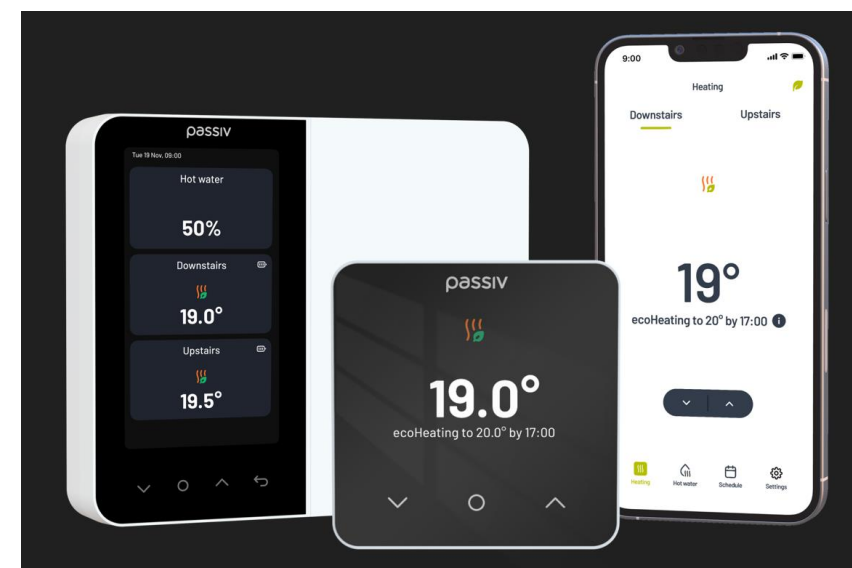 passiv
Tue 19 Nov, 09:00
Hot water
50%
Downstairs
19.0°
Upstairs
19.5°
passiv
19.0°
ecoHeating to 20.0° by 17:00
9:00
Heating
Downstairs Upstairs
19°
ecoHeating to 20° by 17:00 i
Heating Hot water Schedule Settings